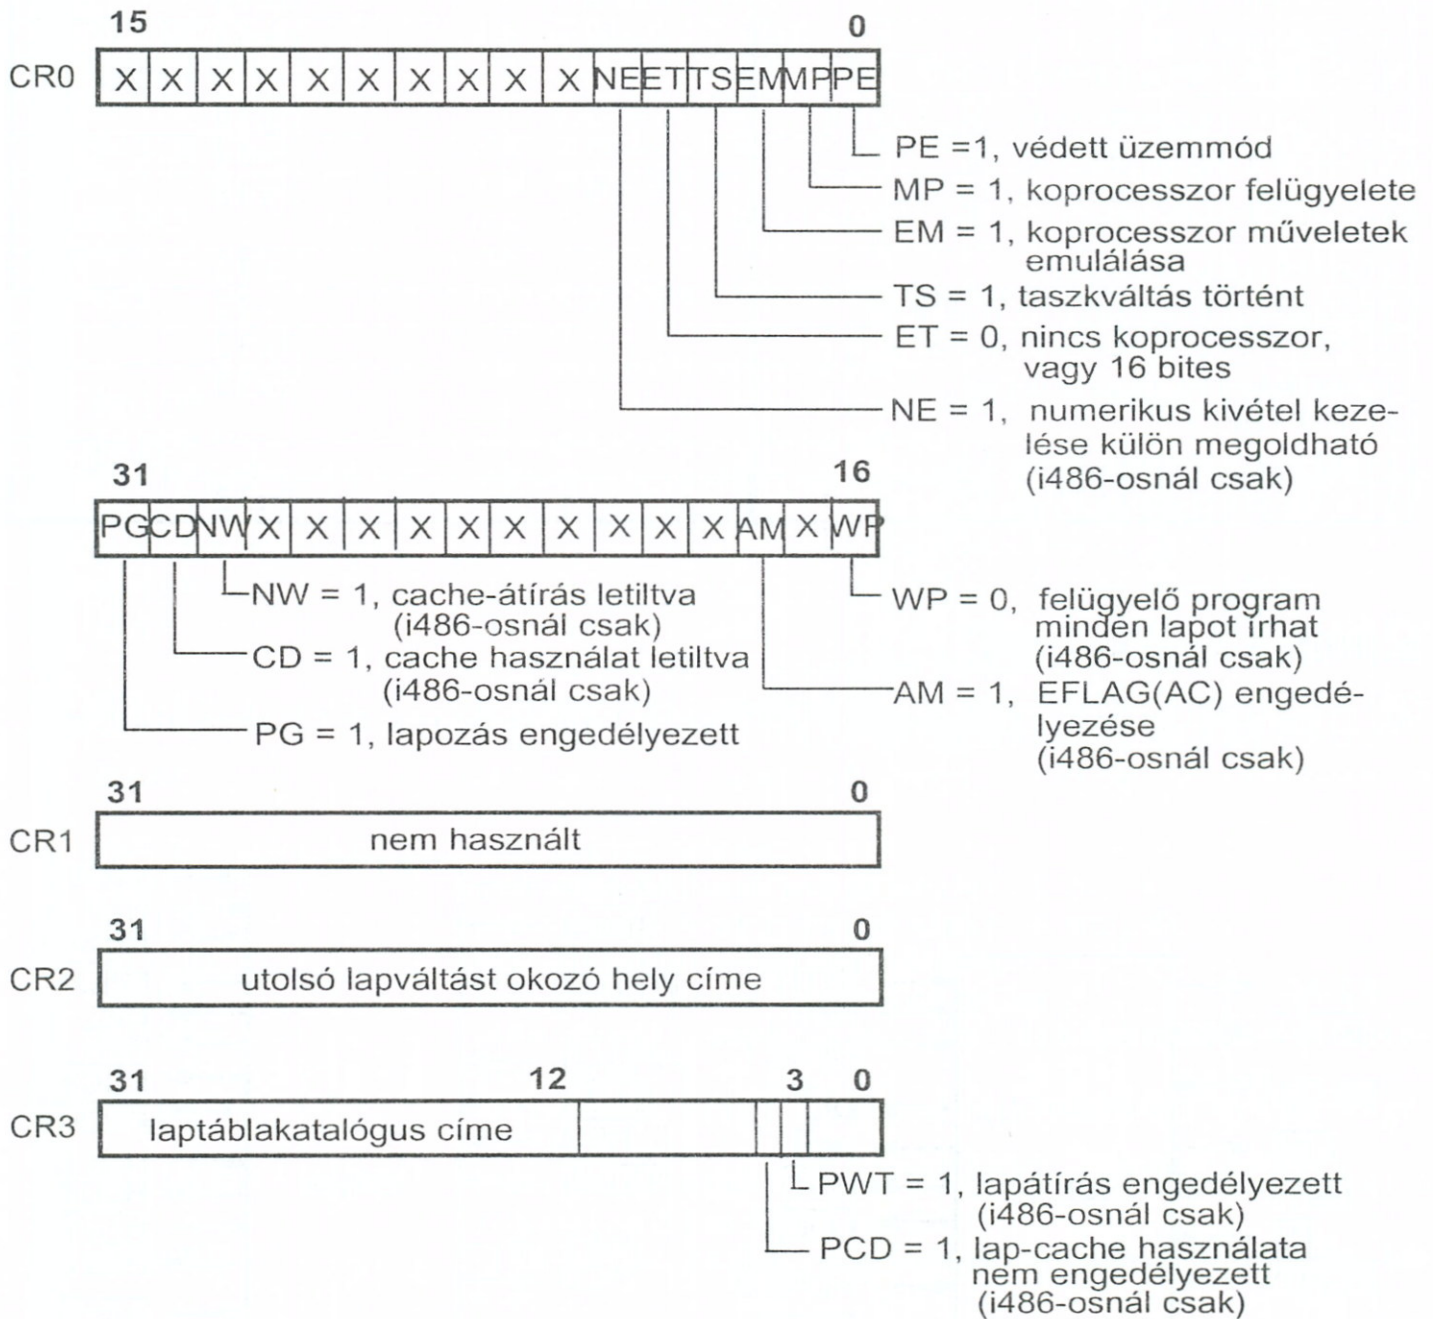 15 0
CR0 X X X X X X X X X X NE ET TS EM MP PE
PE =1, védett üzemmód
MP = 1, koprocesszor felügyelete
EM = 1, koprocesszor műveletek
emulálása
TS = 1, taszkváltás történt
ET = 0, nincs koprocesszor,
vagy 16 bites
NE = 1, numerikus kivétel keze-
lése külön megoldható
(i486-osnál csak)
31 16
PG CD NW X X X X X X X X X X AM X WP
NW = 1, cache-átírás letiltva
(i486-osnál csak)
CD = 1, cache használat letiltva
(i486-osnál csak)
PG = 1, lapozás engedélyezett
WP = 0, felügyelő program
minden lapot írhat
(i486-osnál csak)
AM = 1, EFLAG(AC) engedé-
lyezése
(i486-osnál csak)
31 0
CR1 nem használt
31 0
CR2 utolsó lapváltást okozó hely címe
31 12 3 0
CR3 laptáblakatalógus címe
PWT = 1, lapátírás engedélyezett
(i486-osnál csak)
PCD = 1, lap-cache használata
nem engedélyezett
(i486-osnál csak)